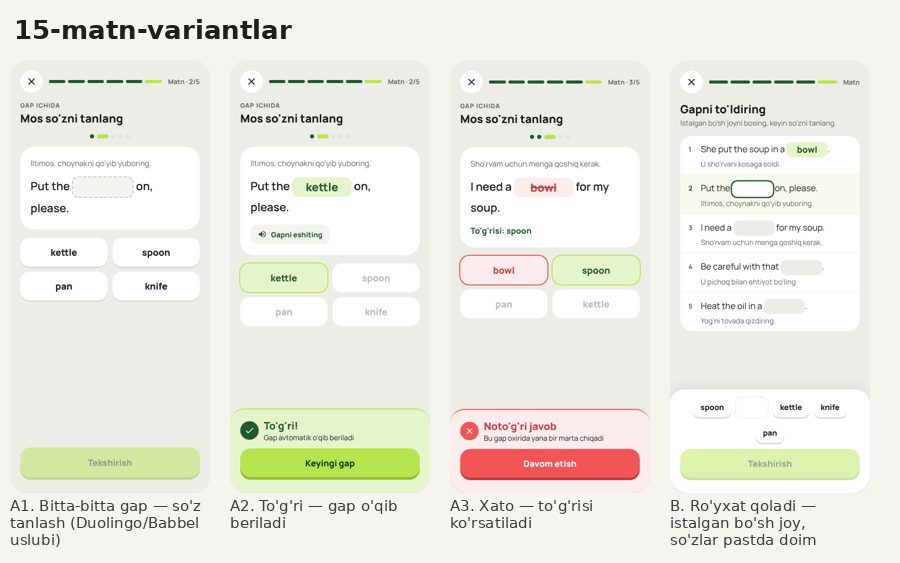 15-matn-variantlar
Matn · 2/5
GAP ICHIDA
Mos so'zni tanlang
Iltimos, choynakni qo'yib yuboring.
Put the on,
please.
kettle
spoon
pan
knife
Tekshirish
A1. Bitta-bitta gap — so'z
tanlash (Duolingo/Babbel
uslubi)
Matn · 2/5
GAP ICHIDA
Mos so'zni tanlang
Iltimos, choynakni qo'yib yuboring.
Put the kettle on,
please.
Gapni eshiting
kettle
spoon
pan
knife
To'g'ri!
Gap avtomatik o'qib beriladi
Keyingi gap
A2. To'g'ri — gap o'qib
beriladi
Matn · 3/5
GAP ICHIDA
Mos so'zni tanlang
Sho'rvam uchun menga qoshiq kerak.
I need a bowl for my
soup.
To'g'risi: spoon
bowl
spoon
pan
kettle
Noto'g'ri javob
Bu gap oxirida yana bir marta chiqadi
Davom etish
A3. Xato — to'g'risi
ko'rsatiladi
Matn
Gapni to'ldiring
Istalgan bo'sh joyni bosing, keyin so'zni tanlang.
1 She put the soup in a bowl .
U sho'rvani kosaga soldi.
2 Put the on, please.
Iltimos, choynakni qo'yib yuboring.
3 I need a for my soup.
Sho'rvam uchun menga qoshiq kerak.
4 Be careful with that .
U pichoq bilan ehtiyot bo'ling.
5 Heat the oil in a .
Yog'ni tovada qizdiring.
spoon kettle knife
pan
Tekshirish
B. Ro'yxat qoladi —
istalgan bo'sh joy,
so'zlar pastda doim